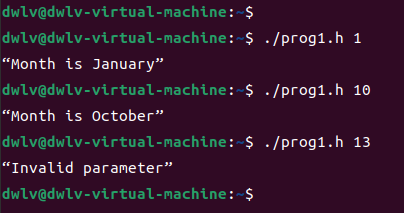 dwlv@dwlv-virtual-machine:~$
dwlv@dwlv-virtual-machine:~$ ./prog1.h 1
“Month is January”
dwlv@dwlv-virtual-machine:~$ ./prog1.h 10
“Month is October”
dwlv@dwlv-virtual-machine:~$ ./prog1.h 13
“Invalid parameter”
dwlv@dwlv-virtual-machine:~$